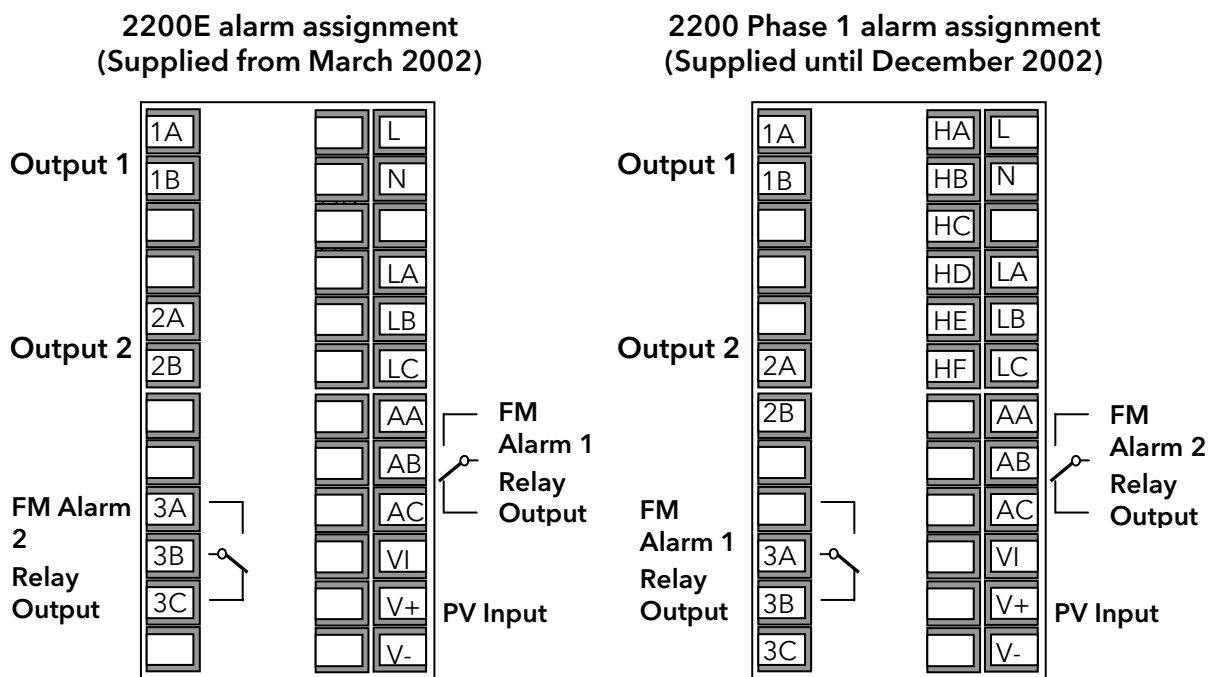 2200E alarm assignment
(Supplied from March 2002)
Output 1
Output 2
FM Alarm
2
Relay
Output
1A
1B
2A
2B
3A
3B
3C
L
N
LA
LB
LC
AA
AB
AC
VI
V+
V-
FM
Alarm 1
Relay
Output
PV Input
2200 Phase 1 alarm assignment
(Supplied until December 2002)
Output 1
Output 2
FM
Alarm 1
Relay
Output
1A
1B
2A
2B
3A
3B
3C
HA
HB
HC
HD
HE
HF
L
N
LA
LB
LC
AA
AB
AC
VI
V+
V-
FM
Alarm 2
Relay
Output
PV Input